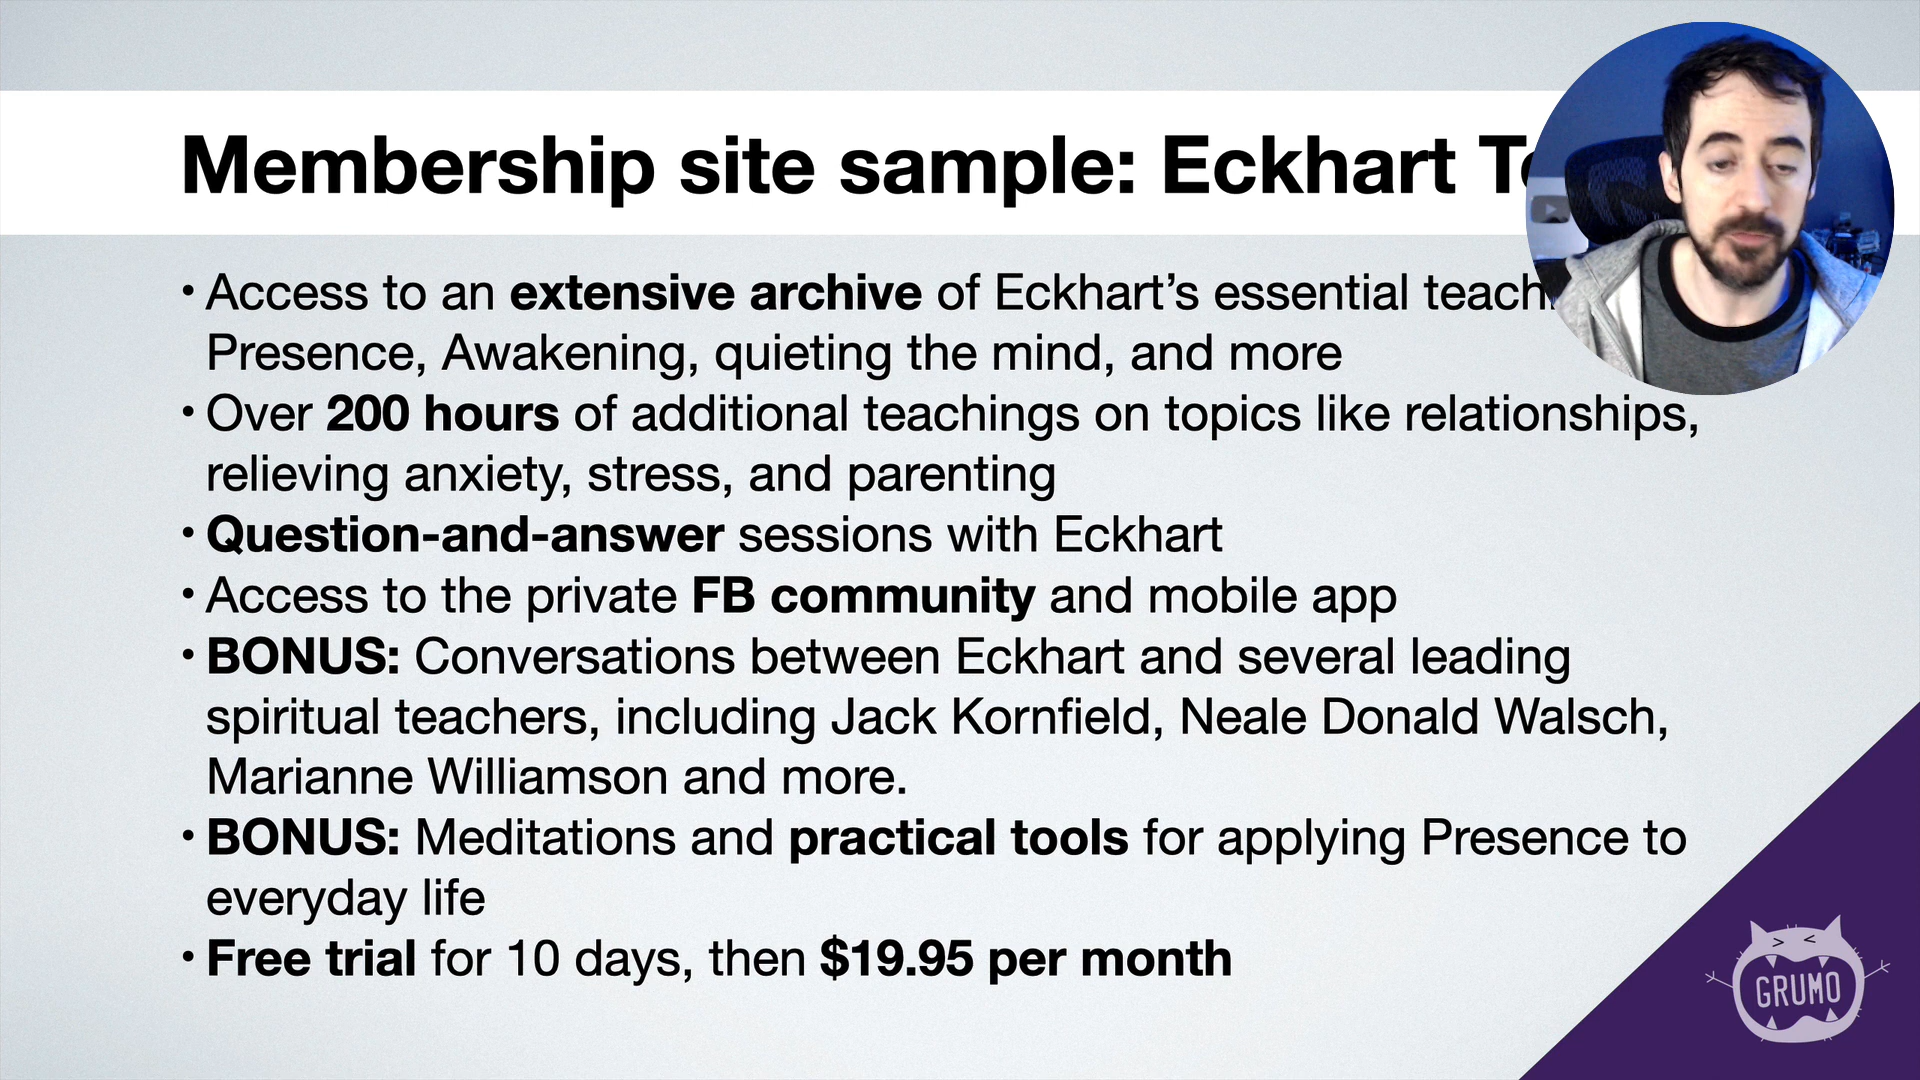 Membership site sample: Eckhart
• Access to an extensive archive of Eckhart’s essential
Presence, Awakening, quieting the mind, and more
• Over 200 hours of additional teachings on topics like relationships,
relieving anxiety, stress, and parenting
• Question-and-answer sessions with Eckhart
• Access to the private FB community and mobile app
• BONUS: Conversations between Eckhart and several leading
spiritual teachers, including Jack Kornfield, Neale Donald Walsch,
Marianne Williamson and more.
• BONUS: Meditations and practical tools for applying Presence to
everyday life
• Free trial for 10 days, then $19.95 per month
GRUMO